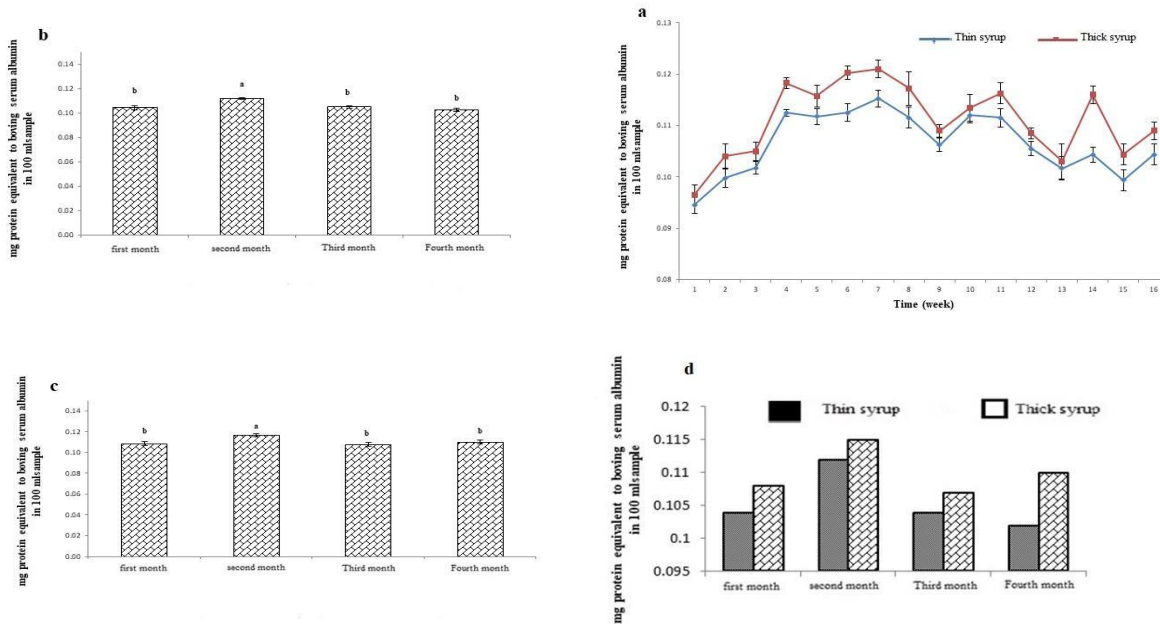 b
mg protein equivalent to boving serum albumin
in 100 mlsample
0.14
0.12
0.10
0.08
0.06
0.04
0.02
0.00
b
a
b
b
first month
second month
Third month
Fourth month
a
mg protein equivalent to boving serum albumin
in 100 mlsample
0.13
0.12
0.11
0.10
0.09
0.08
Thin syrup
Thick syrup
1 2 3 4 5 6 7 8 9 10 11 12 13 14 15 16
Time (week)
c
mg protein equivalent to boving serum albumin
in 100 mlsample
0.14
0.12
0.10
0.08
0.06
0.04
0.02
0.00
b
a
b
b
first month
second month
Third month
Fourth month
d
mg protein equivalent to boving serum albumin
in 100 mlsample
0.12
0.115
0.11
0.105
0.1
0.095
Thin syrup
Thick syrup
first month
second month
Third month
Fourth month